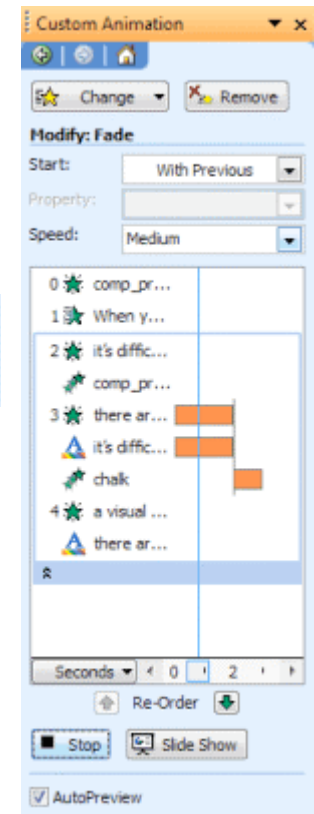 Custom Animation
Change
Remove
Modify: Fade
Start: With Previous
Property:
Speed: Medium
0 comp_pr...
1 When y...
2 it's diffic...
comp_pr...
3 there ar...
it's diffic...
chalk
4 a visual ...
there ar...
Seconds 0 2
Re-Order
Stop Slide Show
AutoPreview